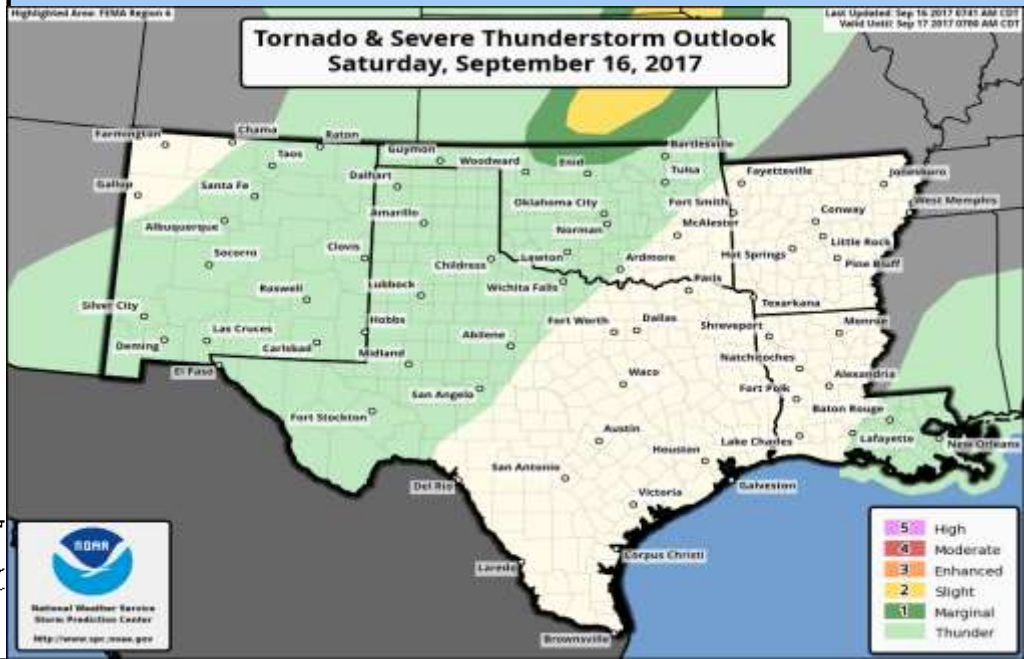 Highlighted Area: FEMA Region 6
Last Updated: Sep 16 2017 0741 AM CDT
Valid Until: Sep 17 2017 0700 AM CDT
Tornado & Severe Thunderstorm Outlook
Saturday, September 16, 2017
Farmington
Chama
Raton
Taos
Guymon
Woodward
Enid
Bartlesville
Tulsa
Fayetteville
Jonesboro
Gallup
Santa Fe
Dalhart
Oklahoma City
Fort Smith
West Memphis
Albuquerque
Amarillo
Norman
McAlester
Conway
Socorro
Clovis
Childress
Lawton
Ardmore
Hot Springs
Little Rock
Pine Bluff
Roswell
Lubbock
Wichita Falls
Paris
Texarkana
Silver City
Las Cruces
Hobbs
Abilene
Fort Worth
Dallas
Shreveport
Monroe
Deming
Carlsbad
Midland
Natchitoches
El Paso
San Angelo
Waco
Fort Polk
Alexandria
Fort Stockton
Austin
Baton Rouge
Houston
Lake Charles
Lafayette
New Orleans
Del Rio
San Antonio
Victoria
Galveston
Laredo
Corpus Christi
Brownsville
NOAA
National Weather Service
Storm Prediction Center
http://www.spc.noaa.gov
5 High
4 Moderate
3 Enhanced
2 Slight
1 Marginal
Thunder